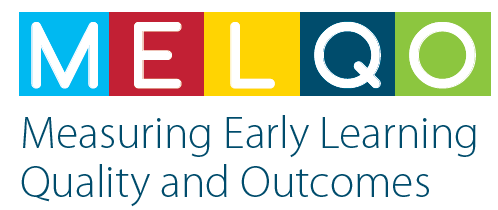 MELQO
Measuring Early Learning
Quality and Outcomes